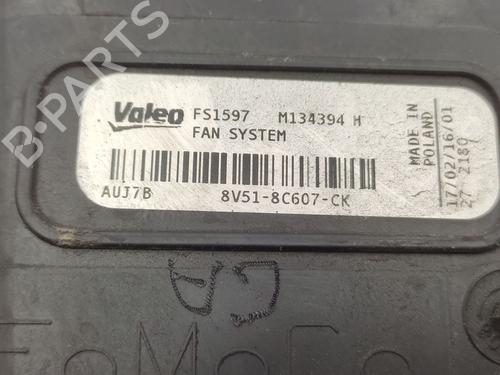 Valeo FS1597 M134394 H
FAN SYSTEM
AUJ7B 8V51-8C607-CK
MADE IN
POLAND
17/02/16/01
27 2180
FoMoCo
B-PARTS